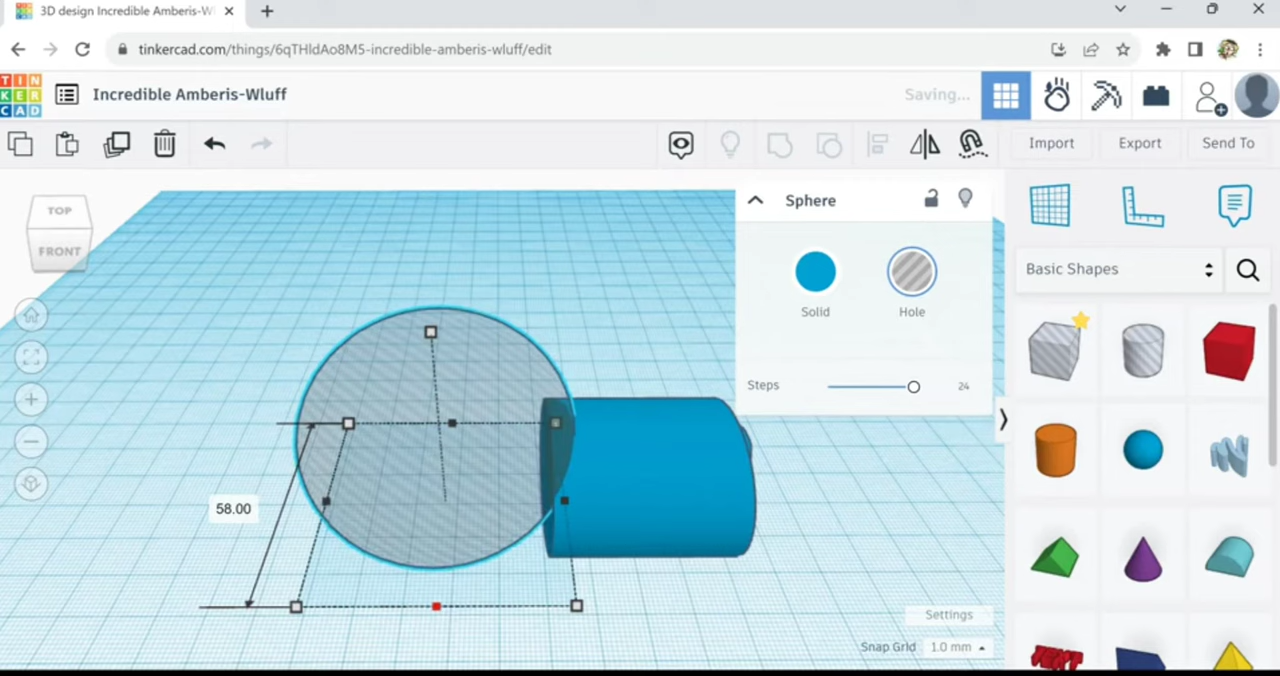 3D design Incredible Amberis-Wl
tinkercad.com/things/6qTHldAo8M5-incredible-amberis-wluff/edit
TIN
KER
CAD
Incredible Amberis-Wluff
Saving...
Import
Export
Send To
TOP
FRONT
Sphere
Solid
Hole
Steps
24
Basic Shapes
58.00
TEXT
Settings
Snap Grid
1.0 mm